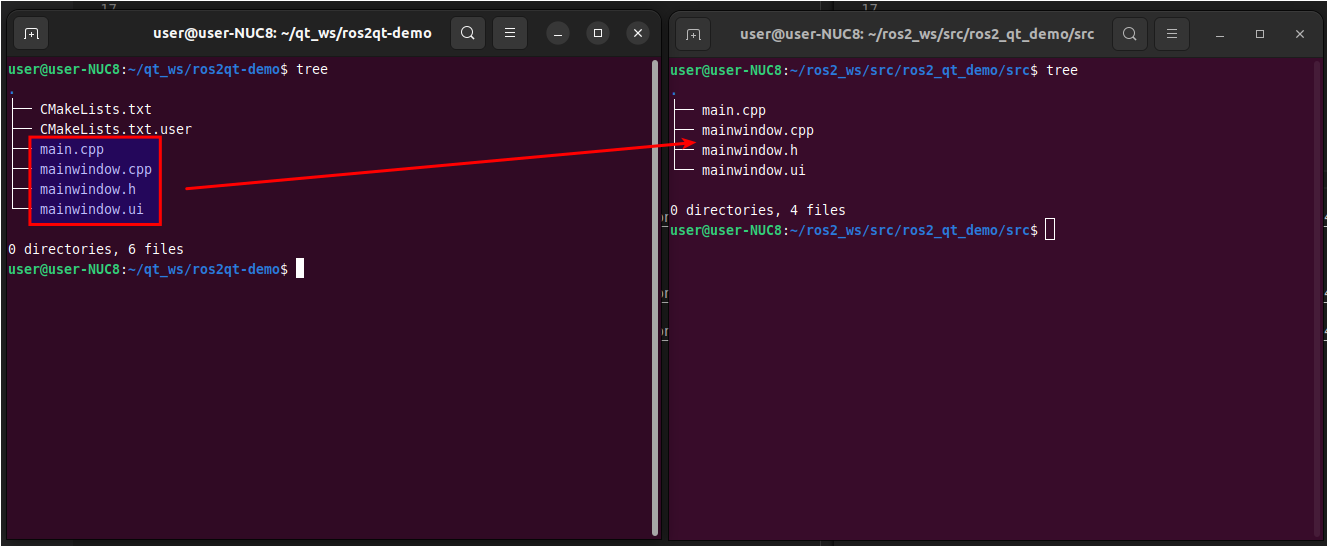 17
17
user@user-NUC8: ~/qt_ws/ros2qt-demo
user@user-NUC8:~/qt_ws/ros2qt-demo$ tree
.
├── CMakeLists.txt
├── CMakeLists.txt.user
├── main.cpp
├── mainwindow.cpp
├── mainwindow.h
└── mainwindow.ui
0 directories, 6 files
user@user-NUC8:~/qt_ws/ros2qt-demo$
user@user-NUC8: ~/ros2_ws/src/ros2_qt_demo/src
user@user-NUC8:~/ros2_ws/src/ros2_qt_demo/src$ tree
.
├── main.cpp
├── mainwindow.cpp
├── mainwindow.h
└── mainwindow.ui
0 directories, 4 files
user@user-NUC8:~/ros2_ws/src/ros2_qt_demo/src$